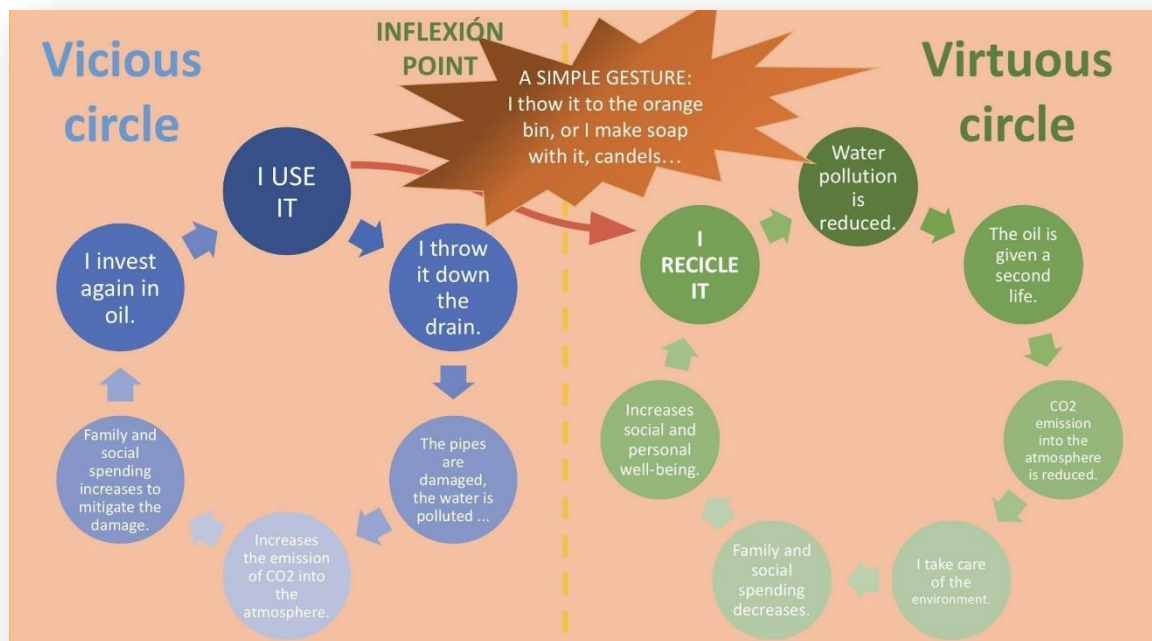 Vicious
circle
INFLEXIÓN
POINT
A SIMPLE GESTURE:
I thow it to the orange
bin, or I make soap
with it, candels…
Virtuous
circle
I USE
IT
I throw
it down
the
drain.
The pipes
are
damaged,
the water is
polluted ...
Increases
the emission
of CO2 into
the
atmosphere.
Family and
social
spending
increases to
mitigate the
damage.
I invest
again in
oil.
I
RECICLE
IT
Water
pollution
is
reduced.
The oil is
given a
second
life.
CO2
emission
into the
atmosphere
is reduced.
I take care
of the
environment.
Family and
social
spending
decreases.
Increases
social and
personal
well-being.